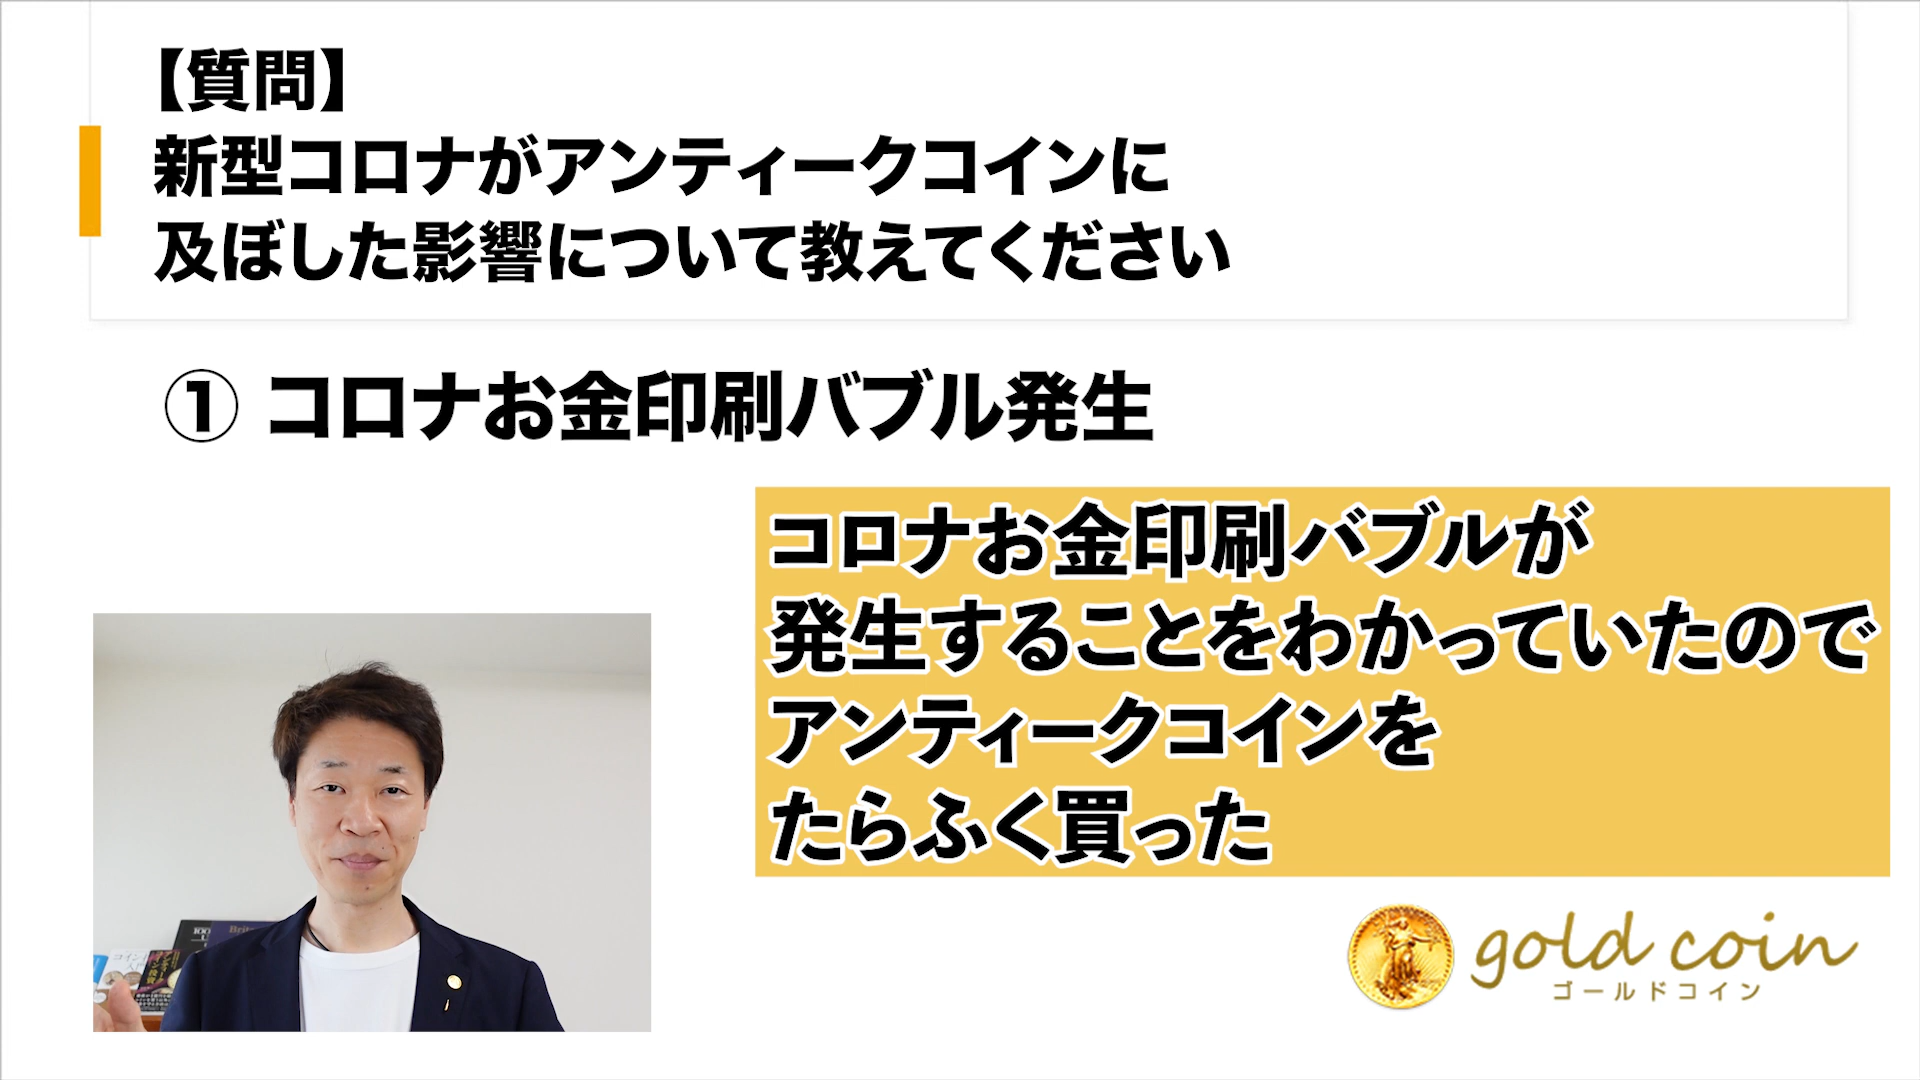 【質問】
新型コロナがアンティークコインに
及ぼした影響について教えてください
① コロナお金印刷バブル発生
コロナお金印刷バブルが
発生することをわかっていたので
アンティークコインを
たらふく買った
gold coin
ゴールドコイン